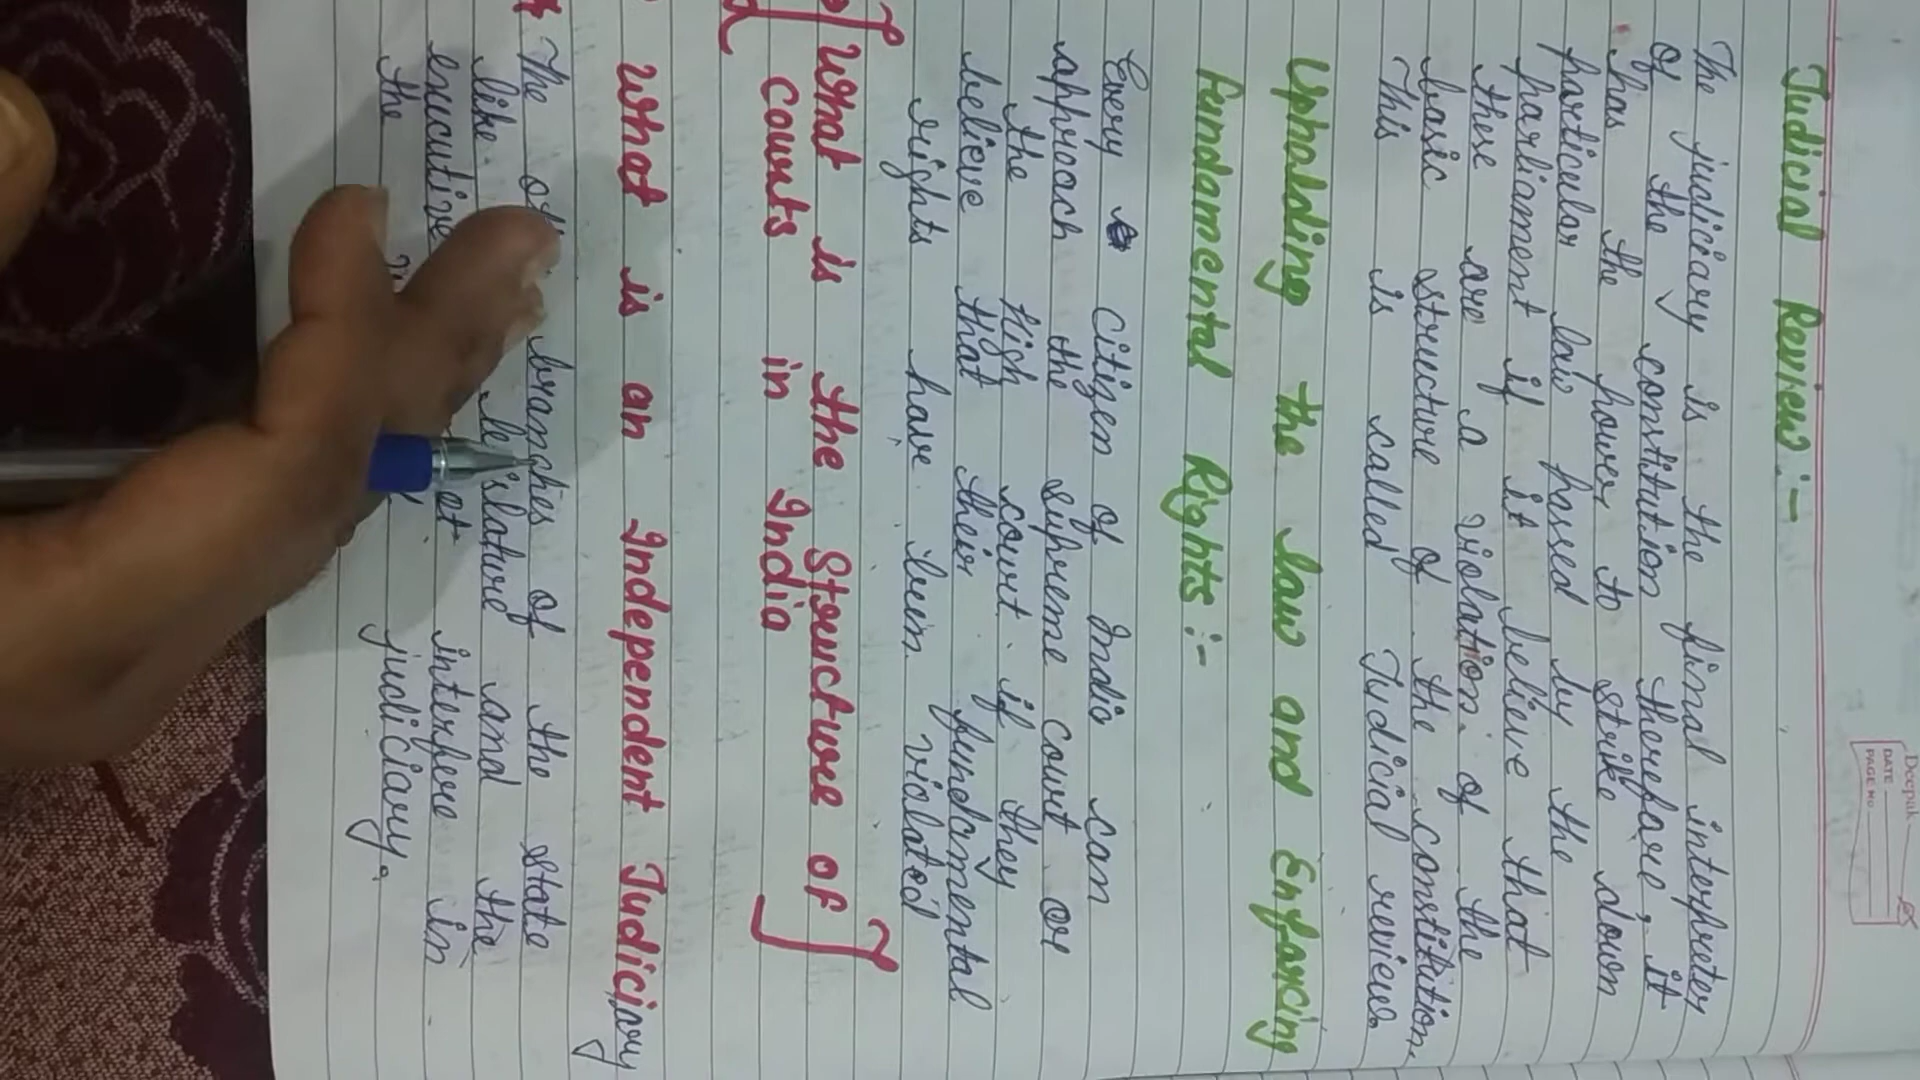 Deepak
DATE
PAGE NO.
Judicial Review :-
The judiciary is the final interpreter
of the constitution therefore, it
has the power to strike down
particular law passed by the
parliament if it believe that
these are a violation of the
basic structure of the constitution.
This is called Judicial review
Uphalding the law and Enforcing
fundamental Rights :-
Every citizen of India can
approach the supreme court or
the high court if they
believe that their fundamental
rights have been violated
What is the Structure of
courts in India
What is an Independent Judiciary
The branches of the state
like legislature and the
executive interfere in
the judiciary.